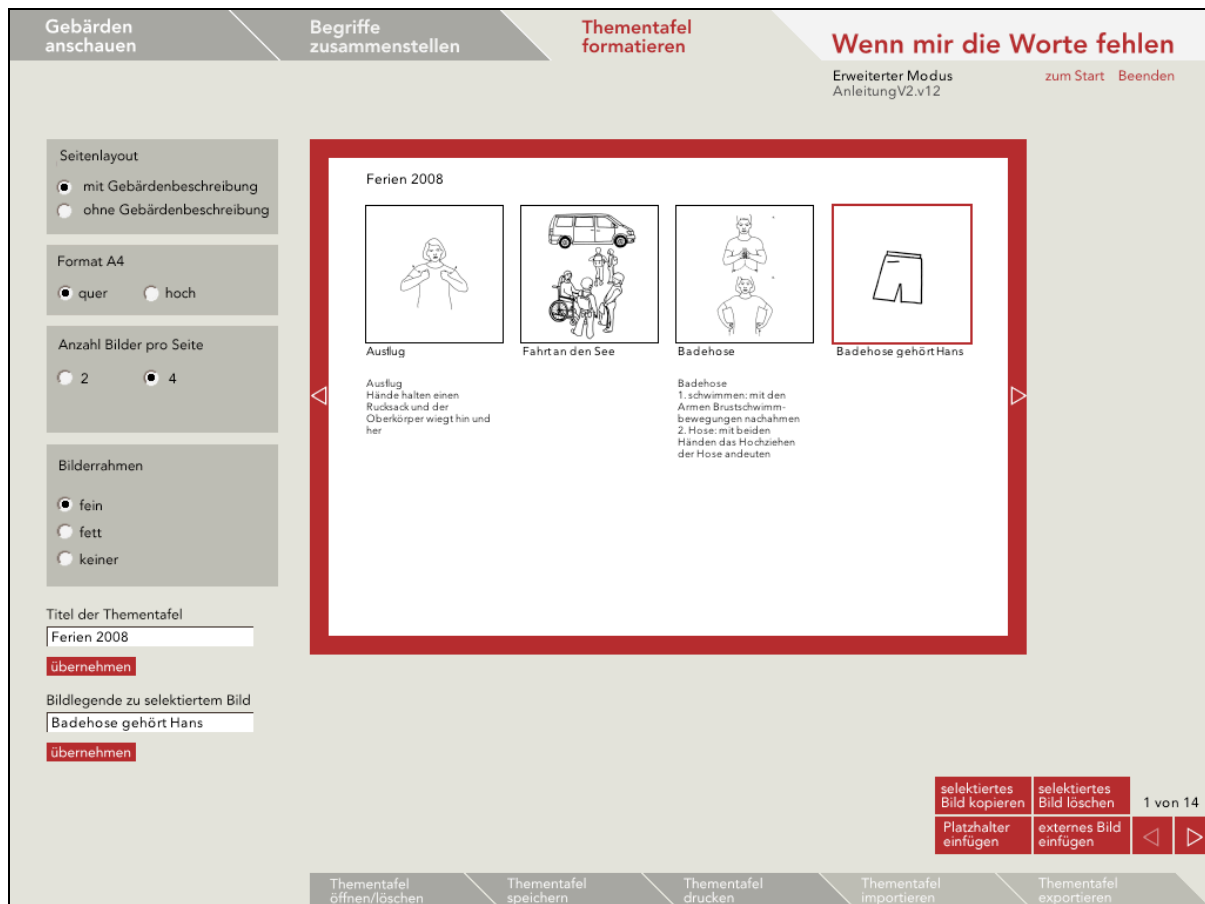 Gebärden
anschauen
Begriffe
zusammenstellen
Thementafel
formatieren
Wenn mir die Worte fehlen
Erweiterter Modus
AnleitungV2.v12
zum Start Beenden
Seitenlayout
mit Gebärdenbeschreibung
ohne Gebärdenbeschreibung
Format A4
quer hoch
Anzahl Bilder pro Seite
2 4
Bilderrahmen
fein
fett
keiner
Titel der Thementafel
Ferien 2008
übernehmen
Bildlegende zu selektiertem Bild
Badehose gehört Hans
übernehmen
Ferien 2008
Ausflug
Fahrt an den See
Badehose
Badehose gehört Hans
Ausflug
Hände halten einen
Rucksack und der
Oberkörper wiegt hin und
her
Badehose
1. schwimmen: mit den
Armen Brustschwimm-
bewegungen nachahmen
2. Hose: mit beiden
Händen das Hochziehen
der Hose andeuten
selektiertes
Bild kopieren
selektiertes
Bild löschen
1 von 14
Platzhalter
einfügen
externes Bild
einfügen
Thementafel
öffnen/löschen
Thementafel
speichern
Thementafel
drucken
Thementafel
importieren
Thementafel
exportieren